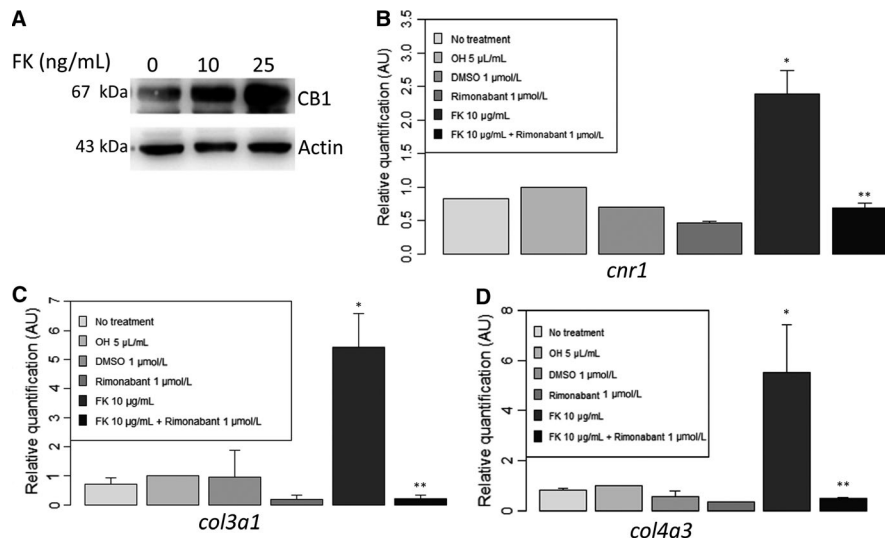 A
FK (ng/mL) 0 10 25
67 kDa CB1
43 kDa Actin
B
Relative quantification (AU)
3.5
3.0
2.5
2.0
1.5
1.0
0.5
0.0
No treatment
OH 5 µL/mL
DMSO 1 µmol/L
Rimonabant 1 µmol/L
FK 10 µg/mL
FK 10 µg/mL + Rimonabant 1 µmol/L
*
**
cnr1
C
Relative quantification (AU)
7
6
5
4
3
2
1
0
No treatment
OH 5 µL/mL
DMSO 1 µmol/L
Rimonabant 1 µmol/L
FK 10 µg/mL
FK 10 µg/mL + Rimonabant 1 µmol/L
*
**
col3a1
D
Relative quantification (AU)
8
6
4
2
0
No treatment
OH 5 µL/mL
DMSO 1 µmol/L
Rimonabant 1 µmol/L
FK 10 µg/mL
FK 10 µg/mL + Rimonabant 1 µmol/L
*
**
col4a3